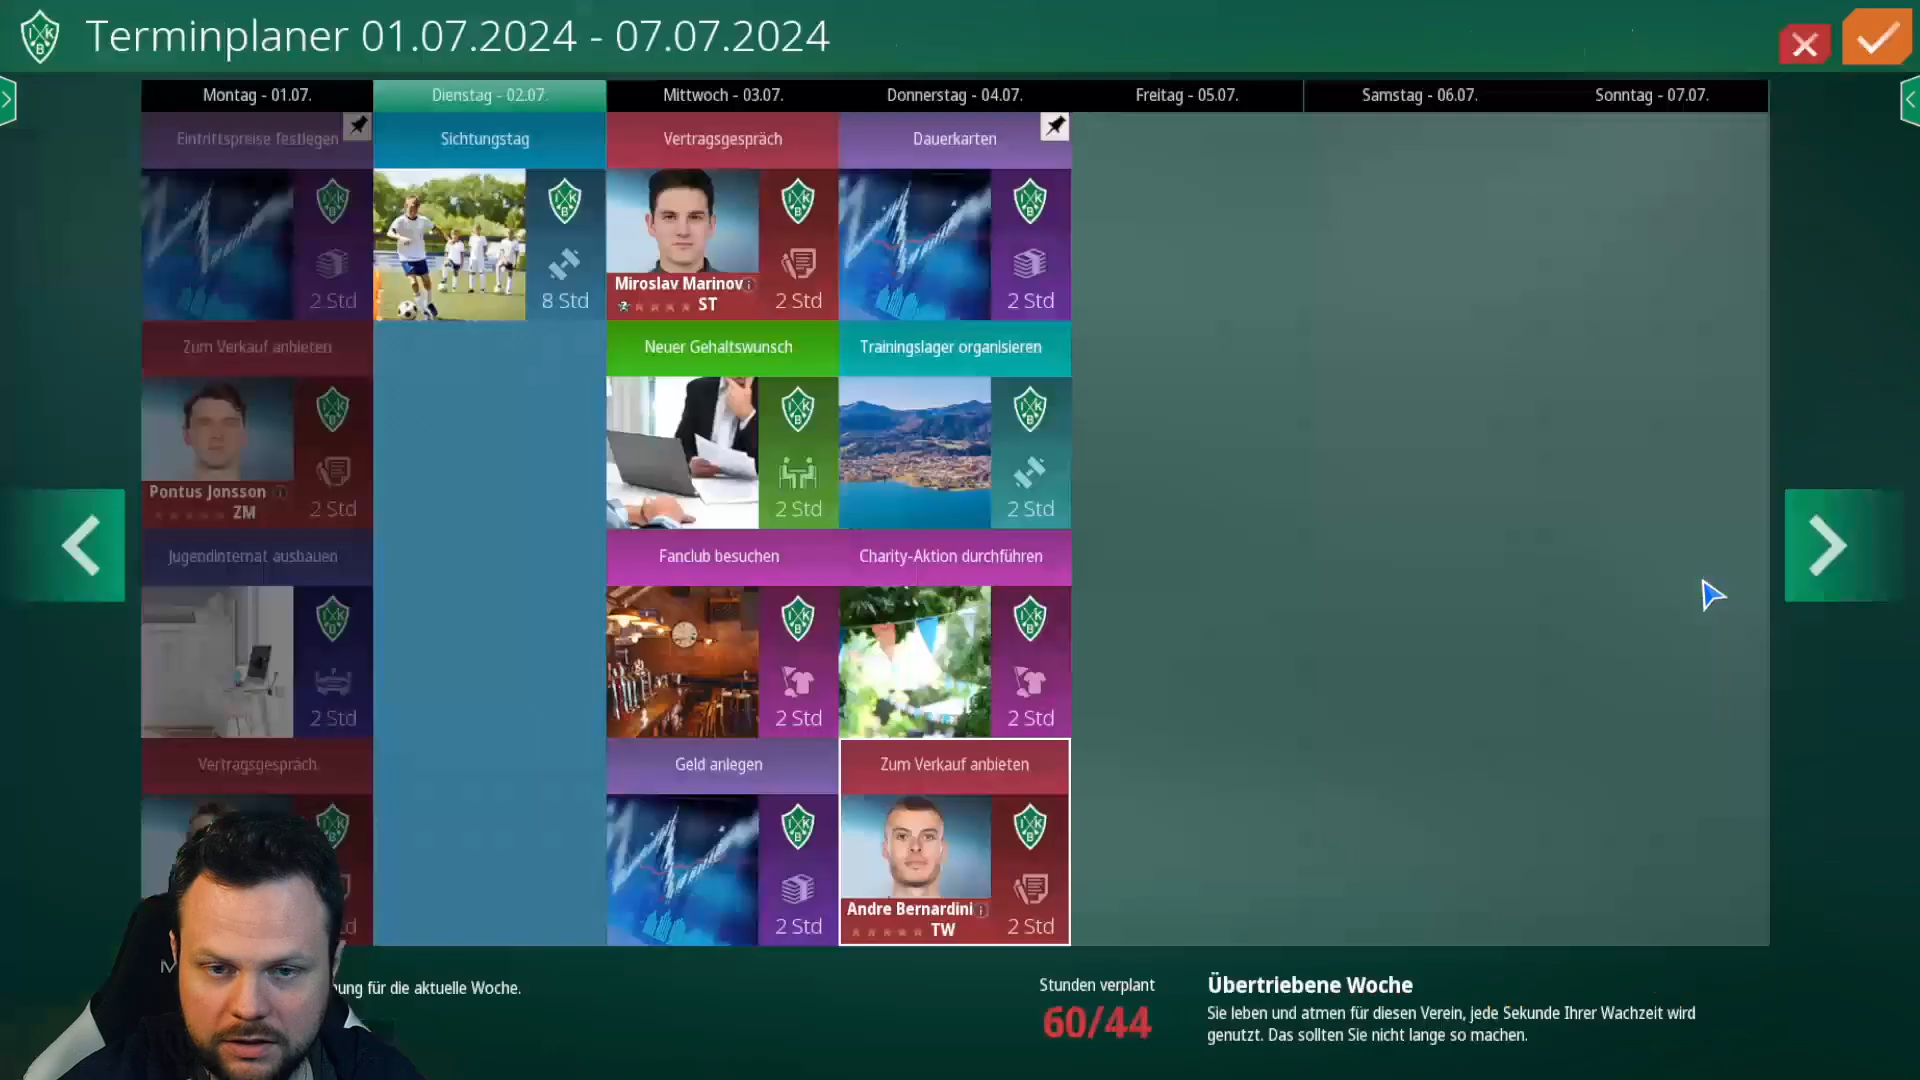 Terminplaner 01.07.2024 - 07.07.2024
Montag - 01.07.
Dienstag - 02.07.
Mittwoch - 03.07.
Donnerstag - 04.07.
Freitag - 05.07.
Samstag - 06.07.
Sonntag - 07.07.
Eintrittspreise festlegen
Sichtungstag
Vertragsgespräch
Dauerkarten
2 Std
8 Std
Miroslav Marinov
ST
2 Std
2 Std
Zum Verkauf anbieten
Neuer Gehaltswunsch
Trainingslager organisieren
Pontus Jonsson
ZM
2 Std
2 Std
2 Std
Jugendinternat ausbauen
Fanclub besuchen
Charity-Aktion durchführen
2 Std
2 Std
2 Std
Vertragsgespräch
Geld anlegen
Zum Verkauf anbieten
2 Std
Andre Bernardini
TW
2 Std
für die aktuelle Woche.
Stunden verplant
60/44
Übertriebene Woche
Sie leben und atmen für diesen Verein, jede Sekunde Ihrer Wachzeit wird
genutzt. Das sollten Sie nicht lange so machen.